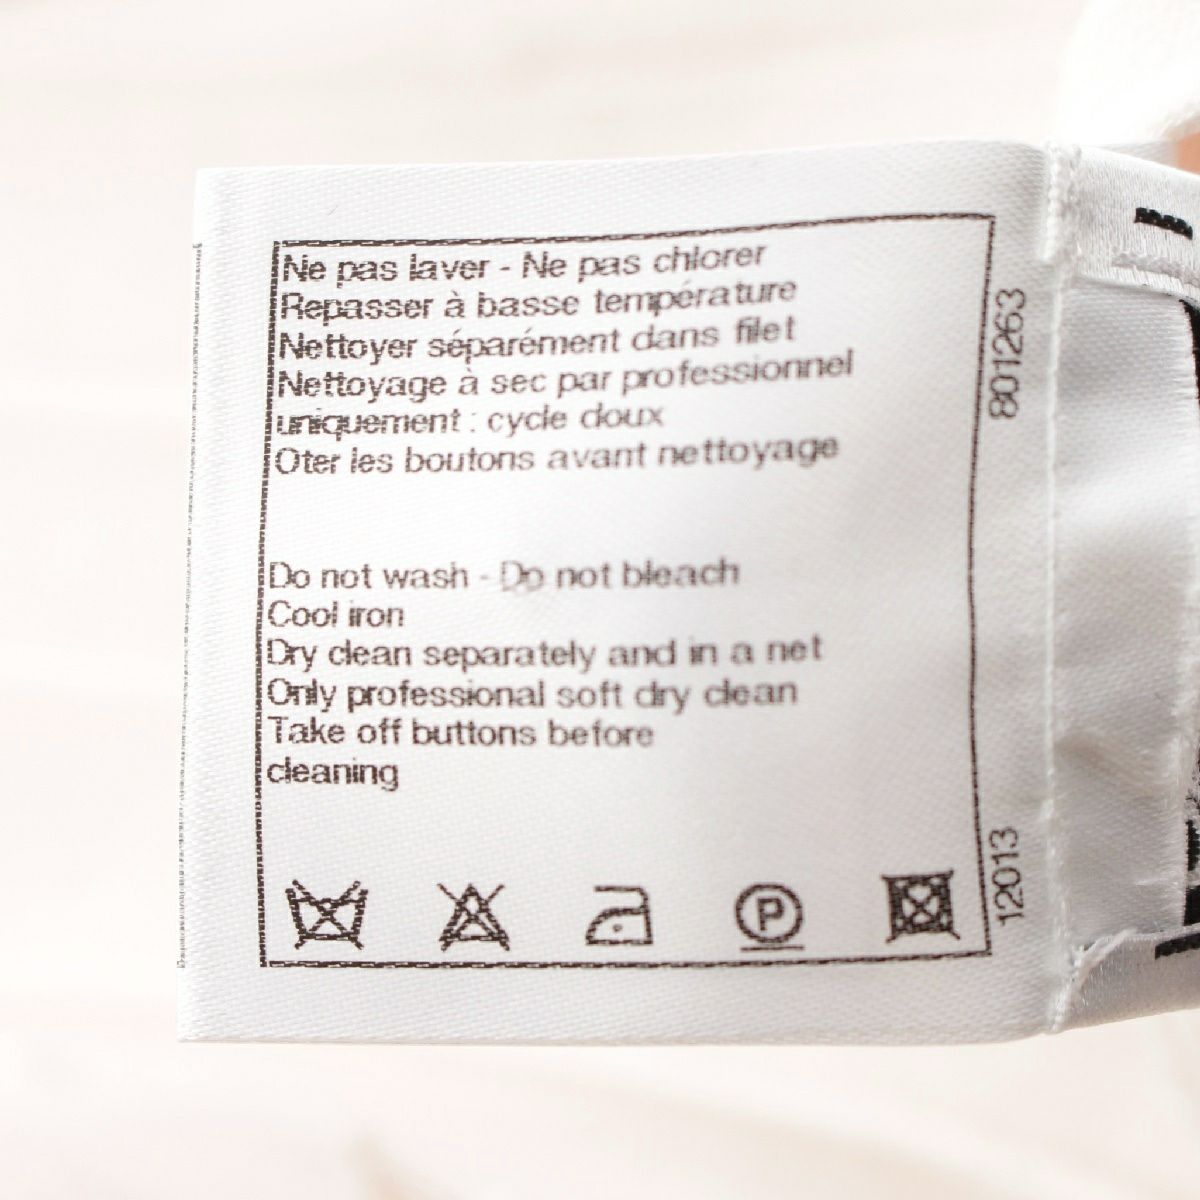 Ne pas laver - Ne pas chlorer
Repasser à basse température
Nettoyer séparément dans filet
Nettoyage à sec par professionnel
uniquement : cycle doux
Oter les boutons avant nettoyage
Do not wash - Do not bleach
Cool iron
Dry clean separately and in a net
Only professional soft dry clean
Take off buttons before
cleaning
P
801263
12013